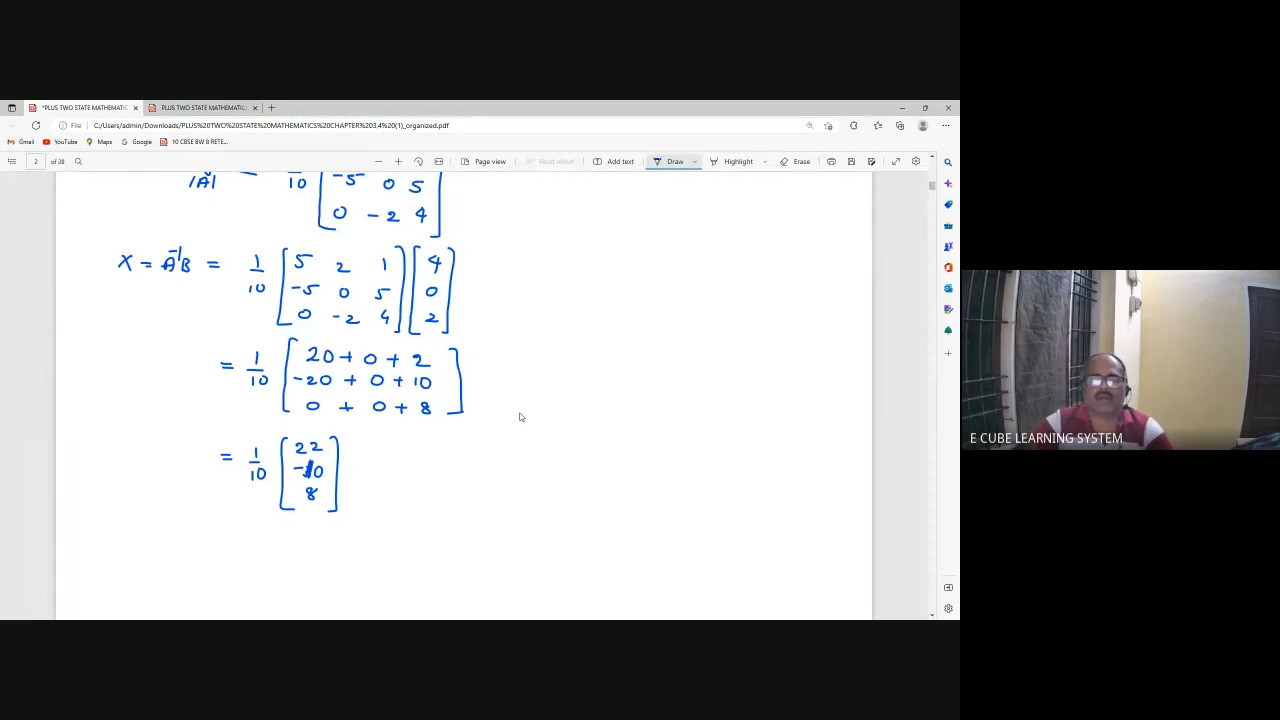 *PLUS TWO STATE MATHEMATIC
PLUS TWO STATE MATHEMATIC:
File
C:/Users/admin/Downloads/PLUS%20TWO%20STATE%20MATHEMATICS%20CHAPTER%203,4%20(1)_organized.pdf
Gmail YouTube Maps Google 10 CBSE BW 8 RETE...
2 of 28 Page view Read aloud Add text Draw Highlight Erase
|A| 10 -5 0 5
0 -2 4
X = A⁻¹B = 1/10 [5 2 1] [4]
[-5 0 5] [0]
[0 -2 4] [2]
= 1/10 [20 + 0 + 2]
[-20 + 0 + 10]
[0 + 0 + 8]
= 1/10 [22]
[-10]
[8]
E CUBE LEARNING SYSTEM